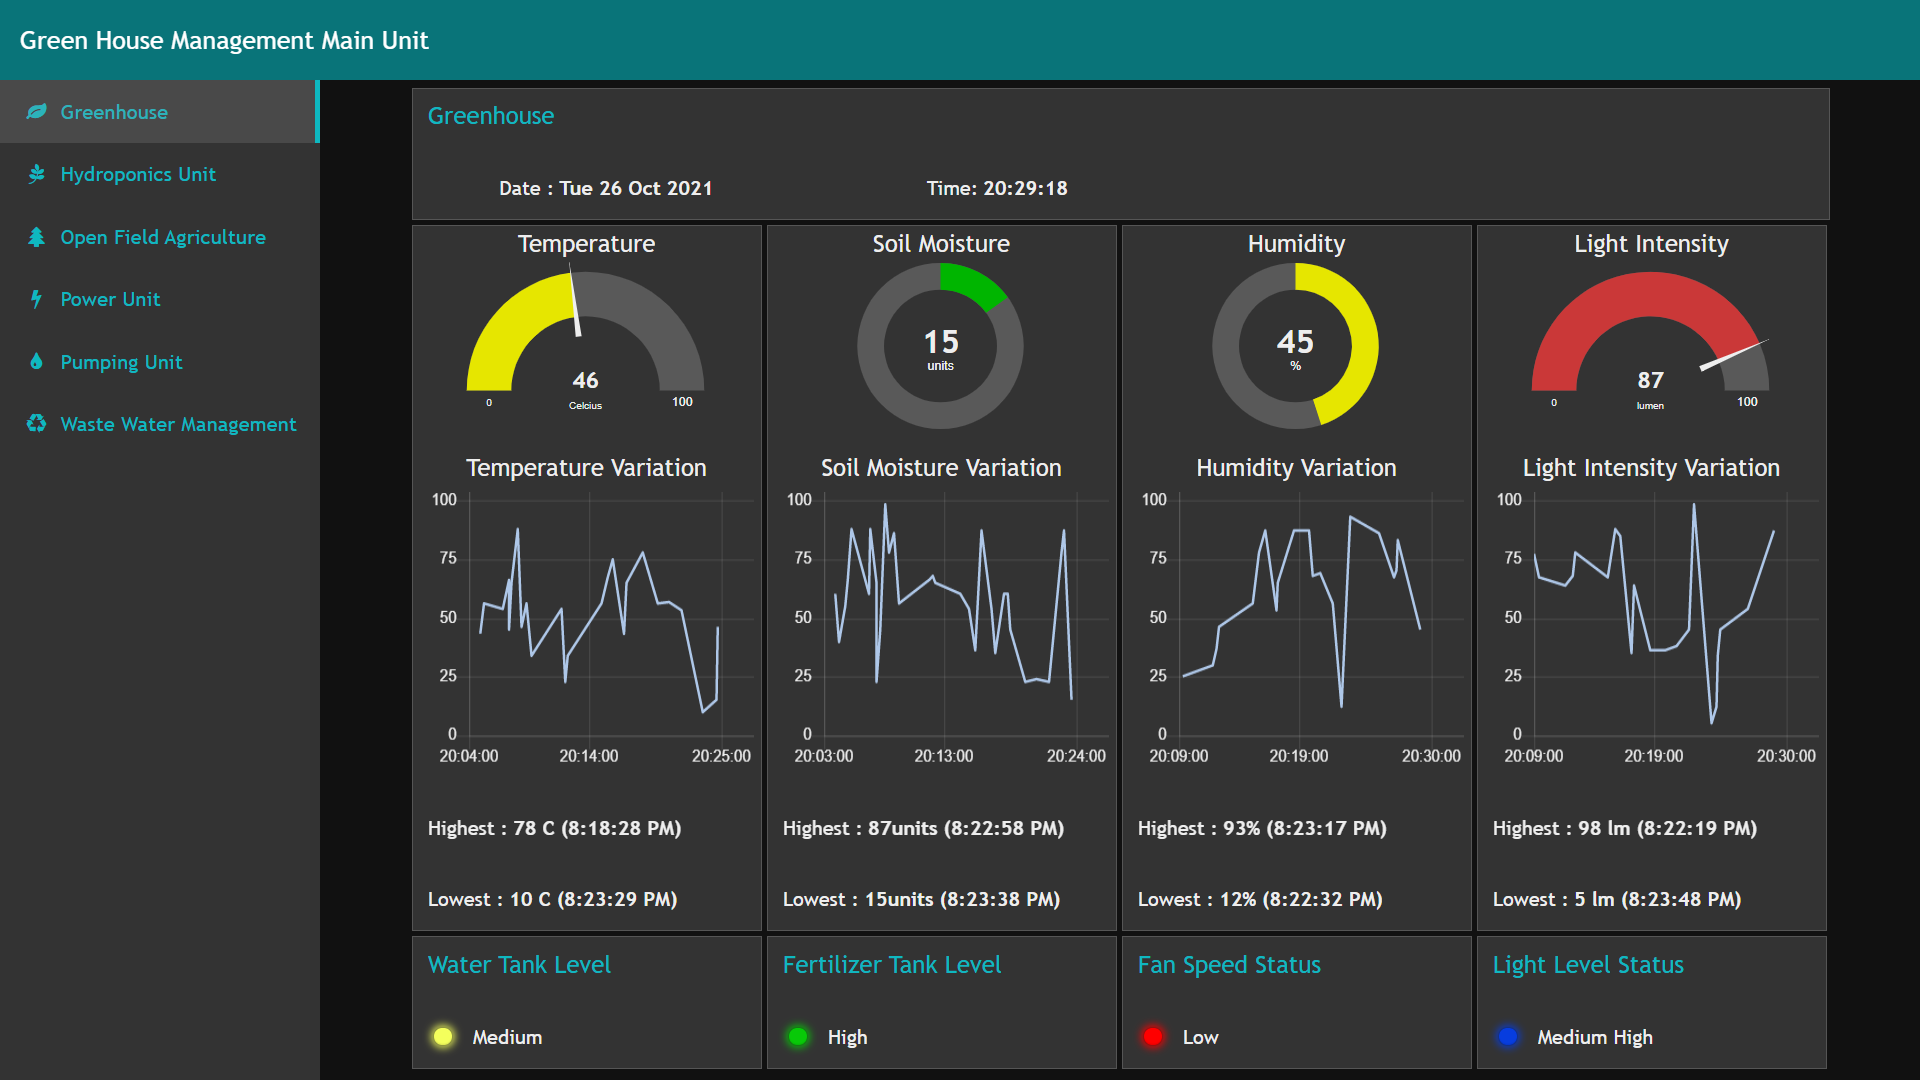 Green House Management Main Unit
Greenhouse
Hydroponics Unit
Open Field Agriculture
Power Unit
Pumping Unit
Waste Water Management
Greenhouse
Date : Tue 26 Oct 2021
Time: 20:29:18
Temperature
46
Celcius
0
100
Temperature Variation
100
75
50
25
0
20:04:00
20:14:00
20:25:00
Highest : 78 C (8:18:28 PM)
Lowest : 10 C (8:23:29 PM)
Soil Moisture
15
units
Soil Moisture Variation
100
75
50
25
0
20:03:00
20:13:00
20:24:00
Highest : 87units (8:22:58 PM)
Lowest : 15units (8:23:38 PM)
Humidity
45
%
Humidity Variation
100
75
50
25
0
20:09:00
20:19:00
20:30:00
Highest : 93% (8:23:17 PM)
Lowest : 12% (8:22:32 PM)
Light Intensity
87
lumen
0
100
Light Intensity Variation
100
75
50
25
0
20:09:00
20:19:00
20:30:00
Highest : 98 lm (8:22:19 PM)
Lowest : 5 lm (8:23:48 PM)
Water Tank Level
Medium
Fertilizer Tank Level
High
Fan Speed Status
Low
Light Level Status
Medium High